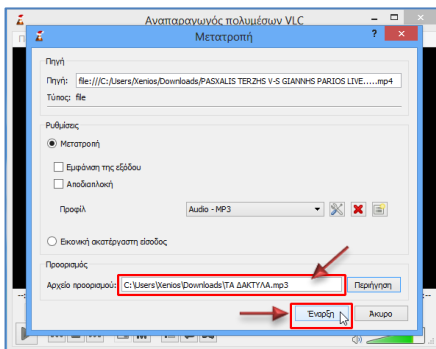 Αναπαραγωγός πολυμέσων VLC
Μετατροπή
?
Πηγή
Πηγή: file:///C:/Users/Xenios/Downloads/PASXALIS TERZHS V-S GIANNHS PARIOS LIVE.....mp4
Τύπος: file
Ρυθμίσεις
Μετατροπή
Εμφάνιση της εξόδου
Αποδιαπλοκή
Προφίλ Audio - MP3
Εικονική ακατέργαστη είσοδος
Προορισμός
Αρχείο προορισμού: C:\Users\Xenios\Downloads\ΤΑ ΔΑΚΤΥΛΑ.mp3 Περιήγηση
Έναρξη Άκυρο